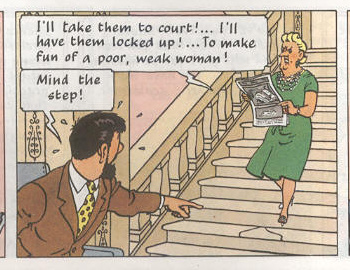 I'll take them to court!... I'll
have them locked up!...To make
fun of a poor, weak woman!
Mind the
step!